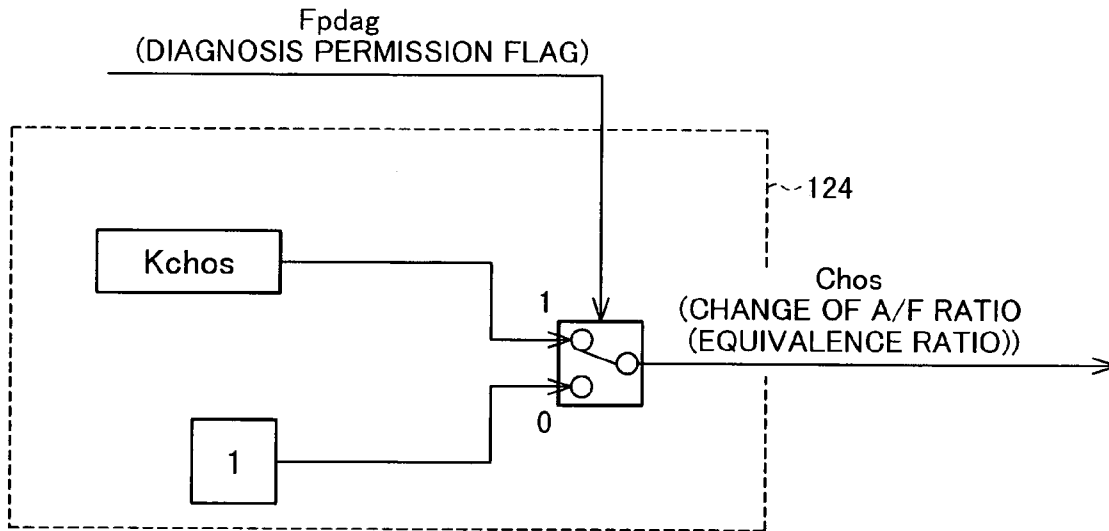 Fpdag
(DIAGNOSIS PERMISSION FLAG)
124
Kchos
1
Chos
(CHANGE OF A/F RATIO
(EQUIVALENCE RATIO))
0
1